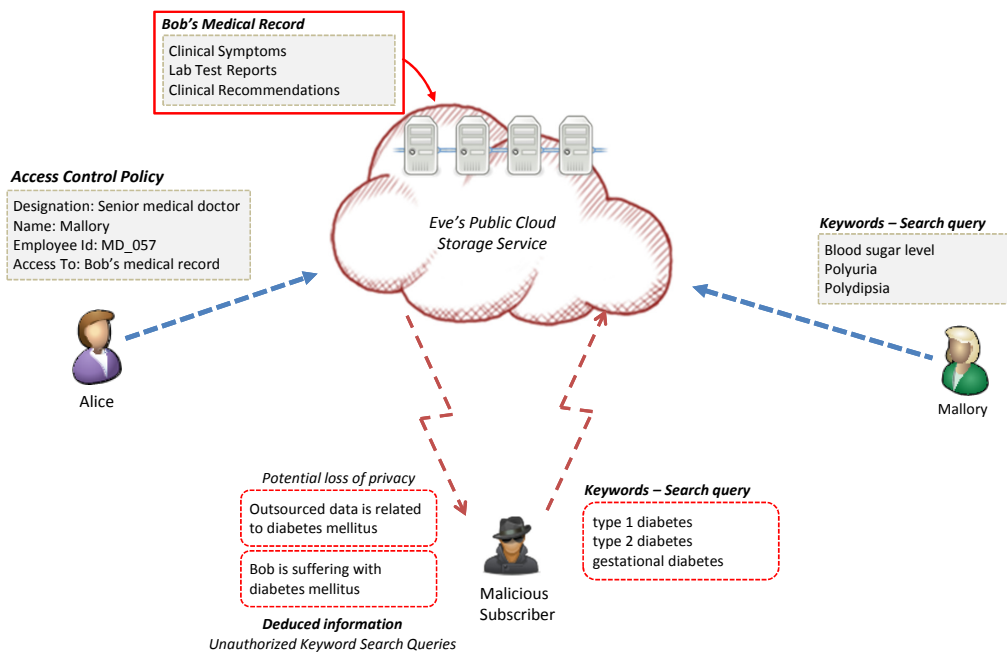 Bob's Medical Record
Clinical Symptoms
Lab Test Reports
Clinical Recommendations
Access Control Policy
Designation: Senior medical doctor
Name: Mallory
Employee Id: MD_057
Access To: Bob's medical record
Eve's Public Cloud
Storage Service
Keywords – Search query
Blood sugar level
Polyuria
Polydipsia
Alice
Mallory
Potential loss of privacy
Outsourced data is related
to diabetes mellitus
Bob is suffering with
diabetes mellitus
Deduced information
Unauthorized Keyword Search Queries
Malicious
Subscriber
Keywords – Search query
type 1 diabetes
type 2 diabetes
gestational diabetes